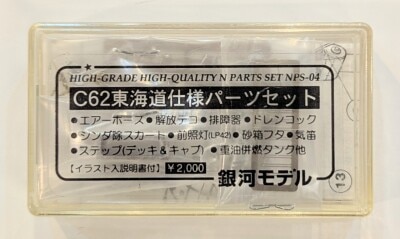 ★
HIGH-GRADE HIGH-QUALITY N PARTS SET NPS-04
C62東海道仕様パーツセット
●エアーホース●解放テコ●排障器●ドレンコック
●シンダ除スカート●前照灯(LP42)●砂箱フタ●気笛
●ステップ(デッキ&キャブ)●重油併燃タンク他
【イラスト入説明書付】¥2,000
銀河モデル
13